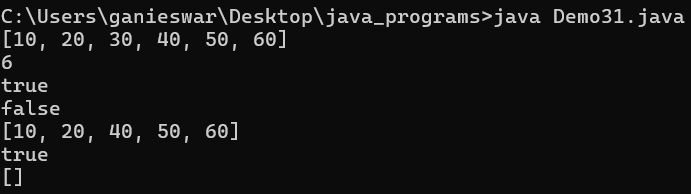 C:\Users\ganieswar\Desktop\java_programs>java Demo31.java
[10, 20, 30, 40, 50, 60]
6
true
false
[10, 20, 40, 50, 60]
true
[]